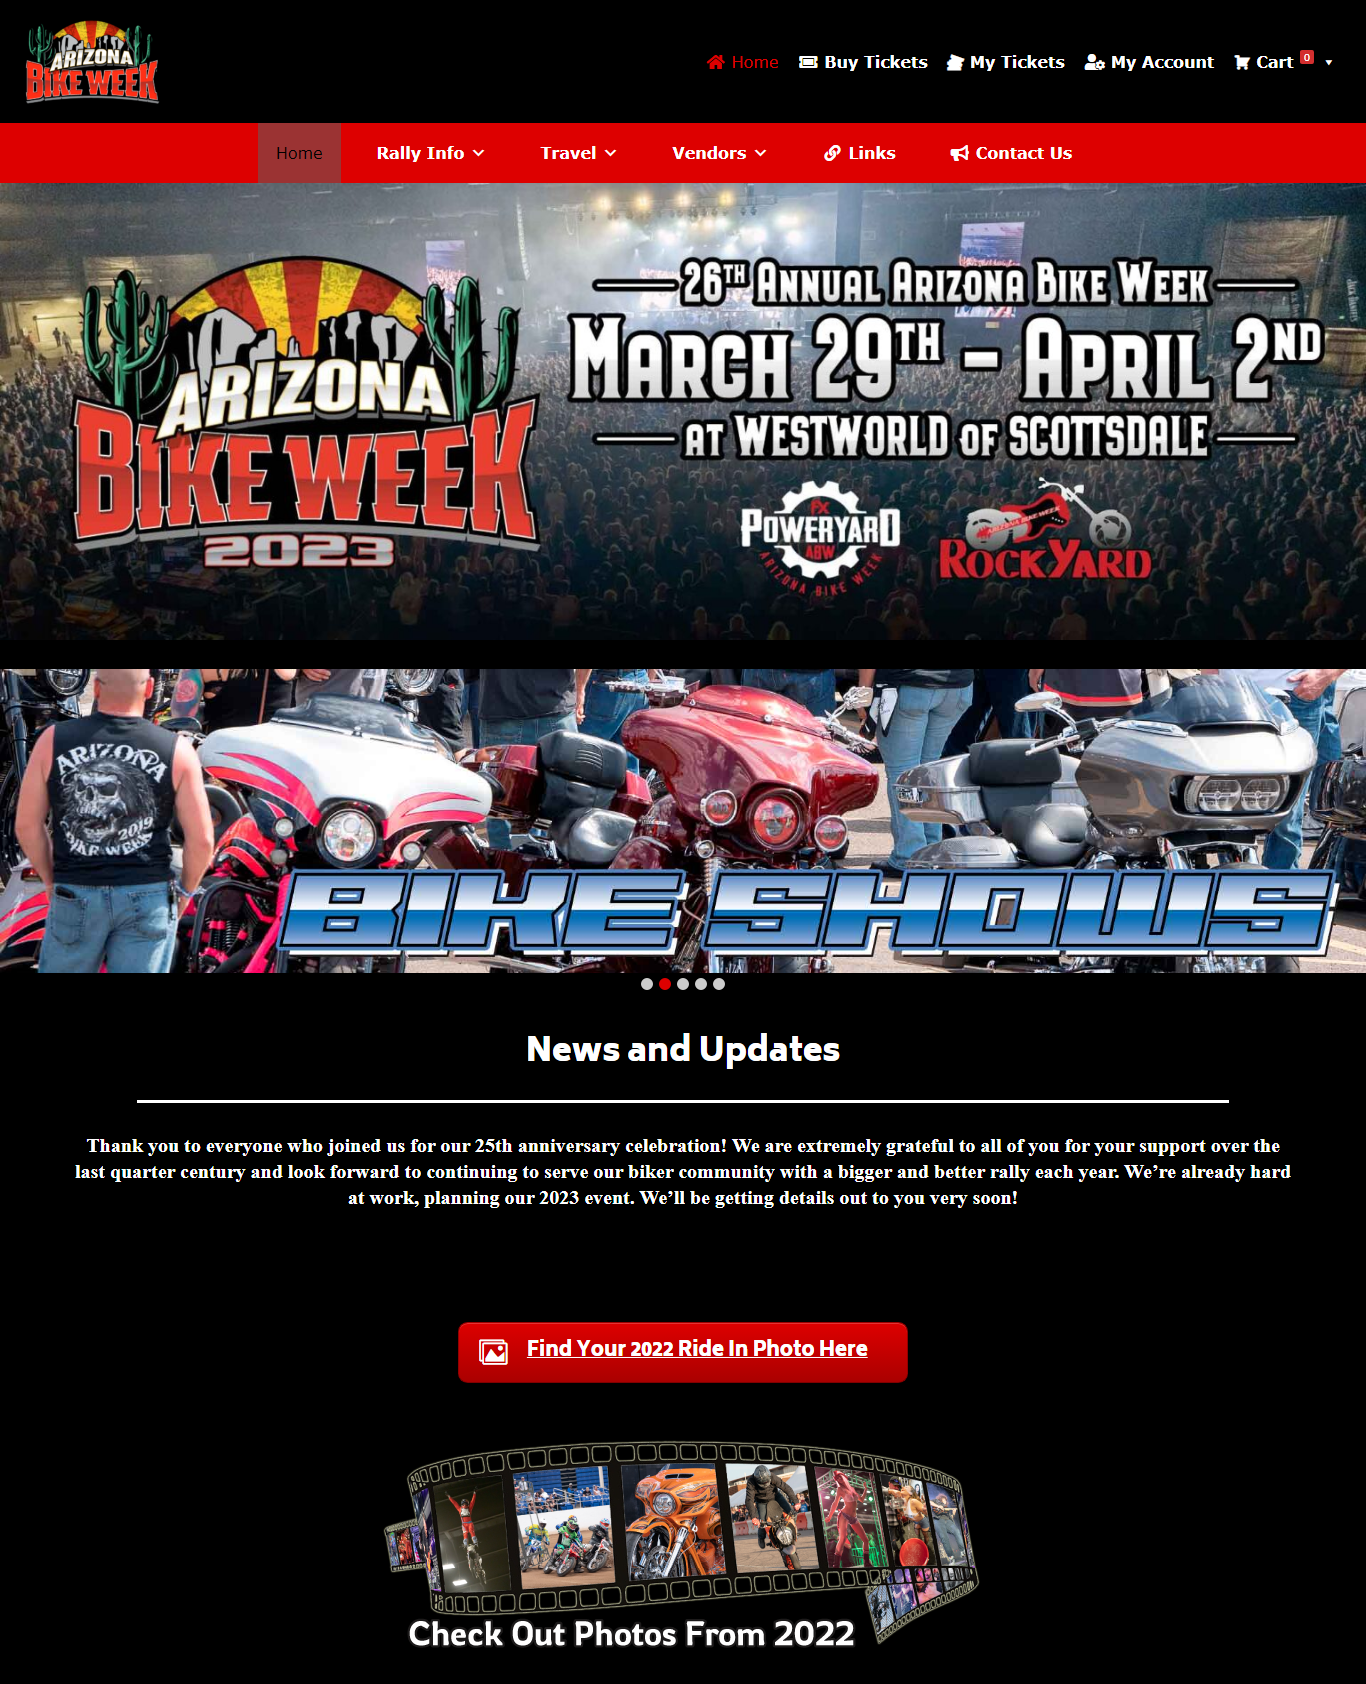 ARIZONA
BIKE WEEK
Home
Buy Tickets
My Tickets
My Account
Cart 0
Home
Rally Info
Travel
Vendors
Links
Contact Us
ARIZONA
BIKE WEEK
2023
26TH ANNUAL ARIZONA BIKE WEEK
MARCH 29TH – APRIL 2ND
AT WESTWORLD OF SCOTTSDALE
FX
POWERYARD
ABW
ARIZONA BIKE WEEK
ARIZONA BIKE WEEK
ROCKYARD
ARIZONA
2019
BIKE WEEK
BIKE SHOWS
News and Updates
Thank you to everyone who joined us for our 25th anniversary celebration! We are extremely grateful to all of you for your support over the
last quarter century and look forward to continuing to serve our biker community with a bigger and better rally each year. We’re already hard
at work, planning our 2023 event. We’ll be getting details out to you very soon!
Find Your 2022 Ride In Photo Here
Check Out Photos From 2022